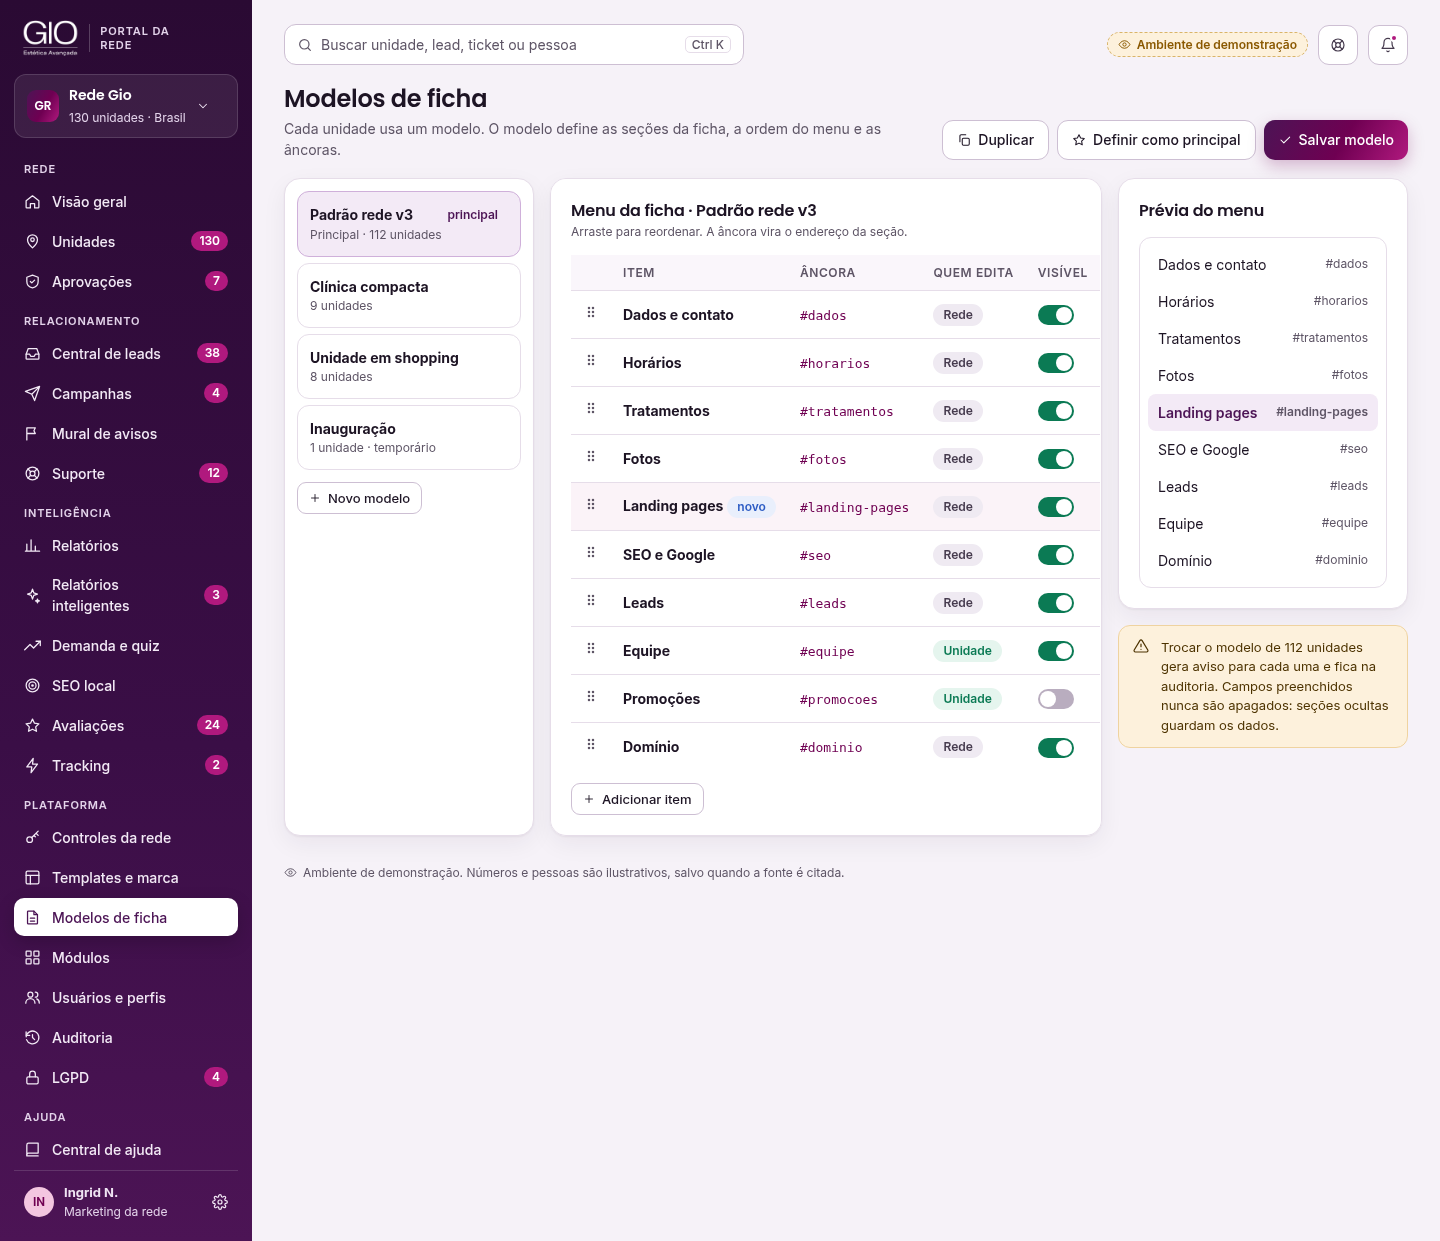 GIO
Estética Avançada
PORTAL DA
REDE
GR
Rede Gio
130 unidades · Brasil
REDE
Visão geral
Unidades 130
Aprovações 7
RELACIONAMENTO
Central de leads 38
Campanhas 4
Mural de avisos
Suporte 12
INTELIGÊNCIA
Relatórios
Relatórios
inteligentes 3
Demanda e quiz
SEO local
Avaliações 24
Tracking 2
PLATAFORMA
Controles da rede
Templates e marca
Modelos de ficha
Módulos
Usuários e perfis
Auditoria
LGPD 4
AJUDA
Central de ajuda
IN
Ingrid N.
Marketing da rede
Buscar unidade, lead, ticket ou pessoa Ctrl K
Ambiente de demonstração
Modelos de ficha
Cada unidade usa um modelo. O modelo define as seções da ficha, a ordem do menu e as
âncoras.
Duplicar
Definir como principal
Salvar modelo
Padrão rede v3 principal
Principal · 112 unidades
Clínica compacta
9 unidades
Unidade em shopping
8 unidades
Inauguração
1 unidade · temporário
+ Novo modelo
Menu da ficha · Padrão rede v3
Arraste para reordenar. A âncora vira o endereço da seção.
ITEM ÂNCORA QUEM EDITA VISÍVEL
Dados e contato #dados Rede
Horários #horarios Rede
Tratamentos #tratamentos Rede
Fotos #fotos Rede
Landing pages novo #landing-pages Rede
SEO e Google #seo Rede
Leads #leads Rede
Equipe #equipe Unidade
Promoções #promocoes Unidade
Domínio #dominio Rede
+ Adicionar item
Prévia do menu
Dados e contato #dados
Horários #horarios
Tratamentos #tratamentos
Fotos #fotos
Landing pages #landing-pages
SEO e Google #seo
Leads #leads
Equipe #equipe
Domínio #dominio
Trocar o modelo de 112 unidades
gera aviso para cada uma e fica na
auditoria. Campos preenchidos
nunca são apagados: seções ocultas
guardam os dados.
Ambiente de demonstração. Números e pessoas são ilustrativos, salvo quando a fonte é citada.